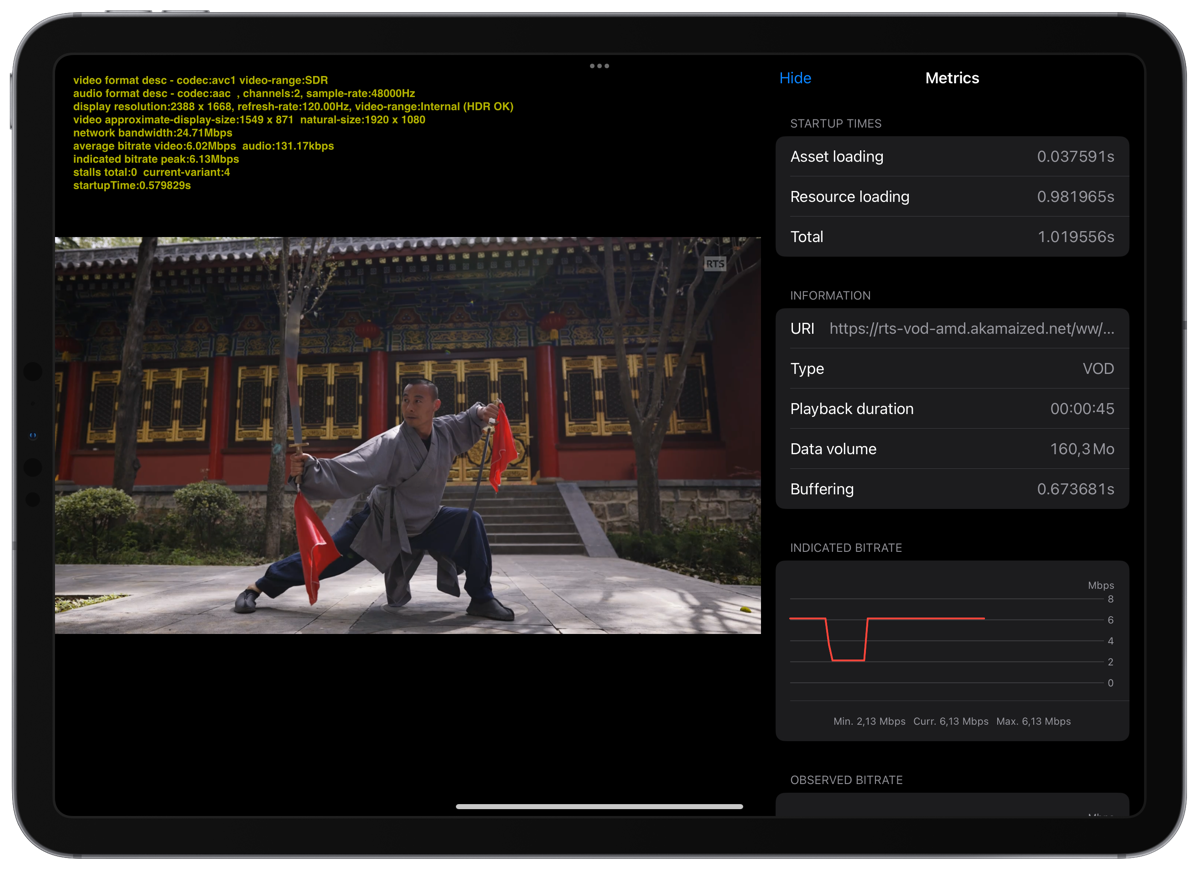 video format desc - codec:avc1 video-range:SDR
audio format desc - codec:aac , channels:2, sample-rate:48000Hz
display resolution:2388 x 1668, refresh-rate:120.00Hz, video-range:Internal (HDR OK)
video approximate-display-size:1549 x 871 natural-size:1920 x 1080
network bandwidth:24.71Mbps
average bitrate video:6.02Mbps audio:131.17kbps
indicated bitrate peak:6.13Mbps
stalls total:0 current-variant:4
startupTime:0.579829s
RTS
Hide Metrics
STARTUP TIMES
Asset loading 0.037591s
Resource loading 0.981965s
Total 1.019556s
INFORMATION
URI https://rts-vod-amd.akamaized.net/ww/...
Type VOD
Playback duration 00:00:45
Data volume 160,3 Mo
Buffering 0.673681s
INDICATED BITRATE
Mbps
8
6
4
2
0
Min. 2,13 Mbps Curr. 6,13 Mbps Max. 6,13 Mbps
OBSERVED BITRATE